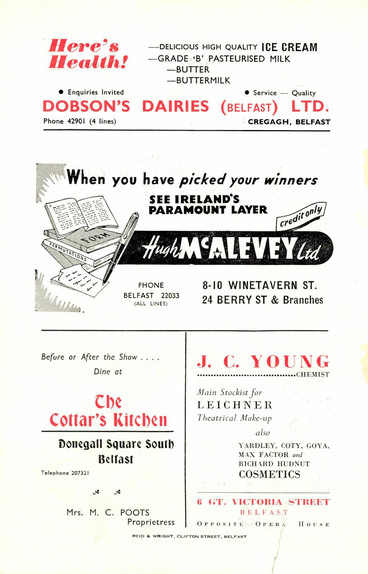 Here's
Health!
—DELICIOUS HIGH QUALITY ICE CREAM
—GRADE 'B' PASTEURISED MILK
—BUTTER
—BUTTERMILK
● Enquiries Invited
● Service — Quality
DOBSON'S DAIRIES (BELFAST) LTD.
Phone 42901 (4 lines)
CREGAGH, BELFAST
When you have picked your winners
SEE IRELAND'S
PARAMOUNT LAYER
credit only
FORM
PERMUTATIONS
Hugh McALEVEY Ltd
PHONE
BELFAST 22033
(ALL LINES)
8-10 WINETAVERN ST.
24 BERRY ST & Branches
Before or After the Show ....
Dine at
The
Cottar's Kitchen
Donegall Square South
Belfast
Telephone 207321
Mrs. M. C. POOTS
Proprietress
J. C. YOUNG
CHEMIST
Main Stockist for
LEICHNER
Theatrical Make-up
also
YARDLEY, COTY, GOYA,
MAX FACTOR and
RICHARD HUDNUT
COSMETICS
6 GT. VICTORIA STREET
BELFAST
OPPOSITE OPERA HOUSE
REID & WRIGHT, CLIFTON STREET, BELFAST